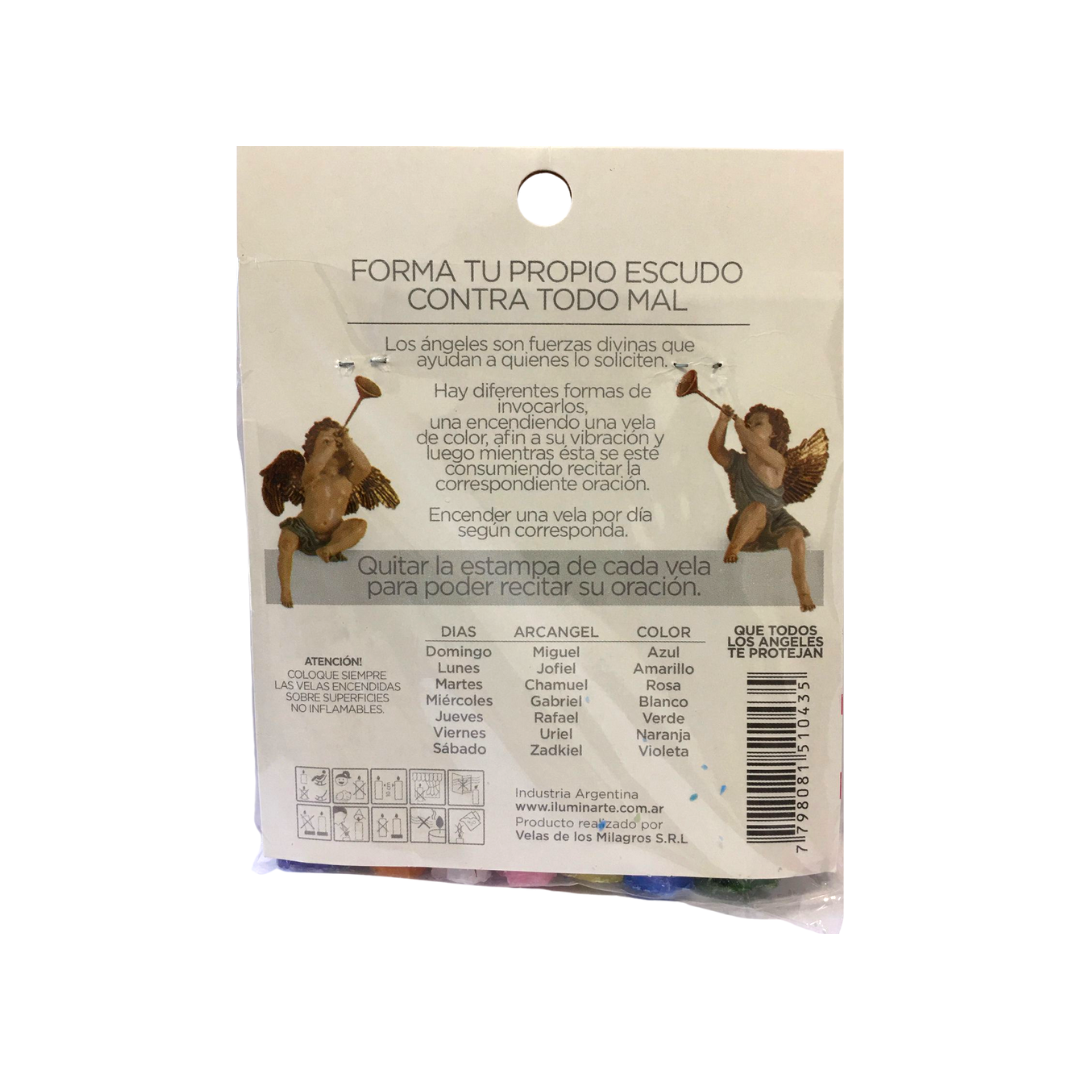 FORMA TU PROPIO ESCUDO
CONTRA TODO MAL
Los ángeles son fuerzas divinas que
ayudan a quienes lo soliciten.
Hay diferentes formas de
invocarlos,
una encendiendo una vela
de color, afin a su vibración y
luego mientras ésta se esté
consumiendo recitar la
correspondiente oración.
Encender una vela por día
según corresponda.
Quitar la estampa de cada vela
para poder recitar su oración.
DIAS ARCANGEL COLOR
Domingo Miguel Azul
Lunes Jofiel Amarillo
Martes Chamuel Rosa
Miércoles Gabriel Blanco
Jueves Rafael Verde
Viernes Uriel Naranja
Sábado Zadkiel Violeta
ATENCIÓN!
COLOQUE SIEMPRE
LAS VELAS ENCENDIDAS
SOBRE SUPERFICIES
NO INFLAMABLES.
QUE TODOS
LOS ANGELES
TE PROTEJAN
Industria Argentina
www.iluminarte.com.ar
Producto realizado por
Velas de los Milagros S.R.L
7 798081 510435